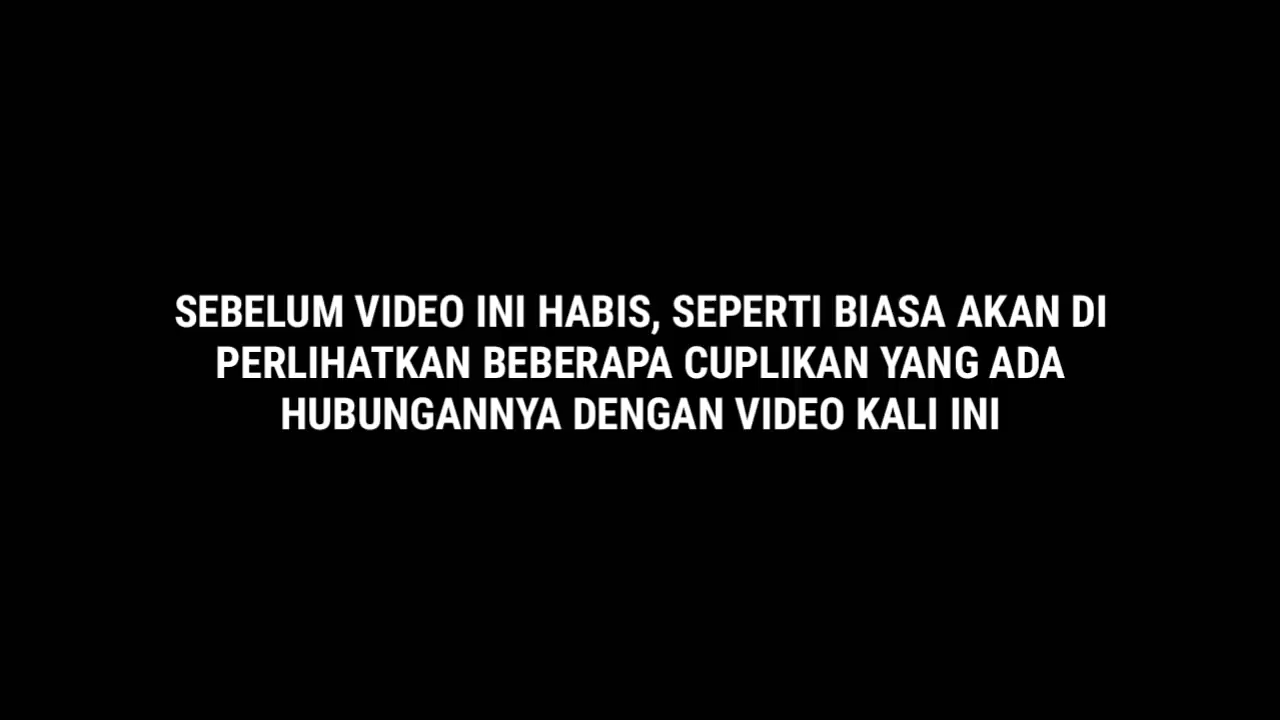 SEBELUM VIDEO INI HABIS, SEPERTI BIASA AKAN DI
PERLIHATKAN BEBERAPA CUPLIKAN YANG ADA
HUBUNGANNYA DENGAN VIDEO KALI INI